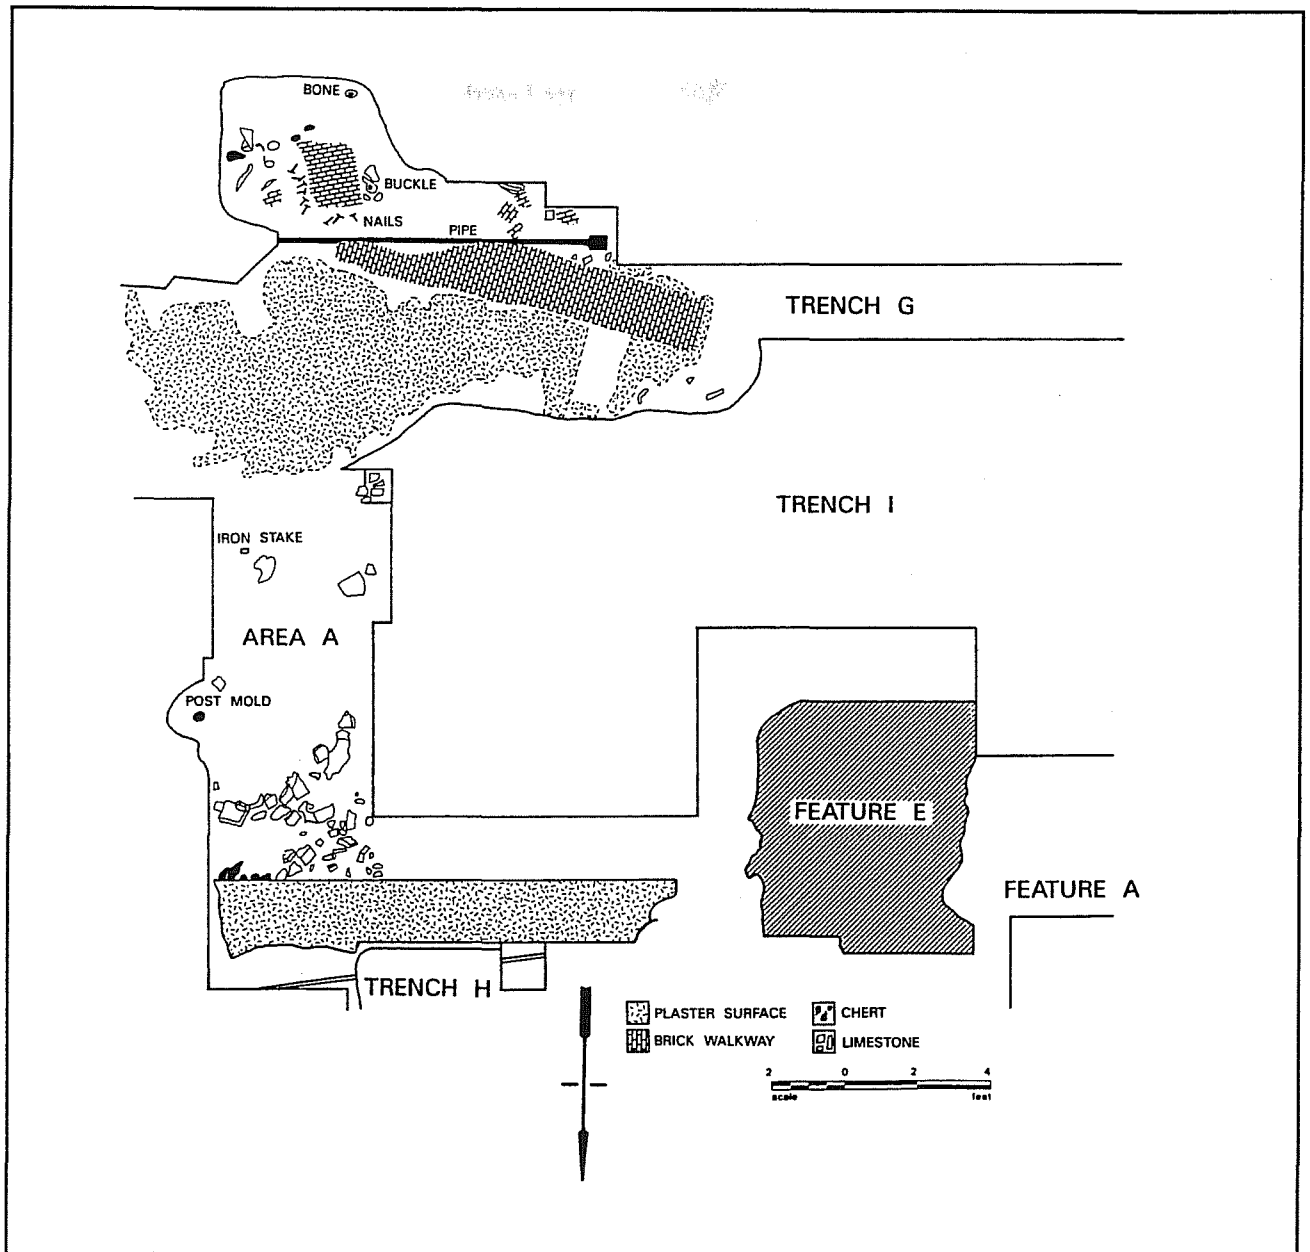 BONE
BUCKLE
NAILS
PIPE
TRENCH G
TRENCH I
IRON STAKE
AREA A
POST MOLD
FEATURE E
FEATURE A
TRENCH H
PLASTER SURFACE
CHERT
BRICK WALKWAY
LIMESTONE
2 0 2 4
scale feet